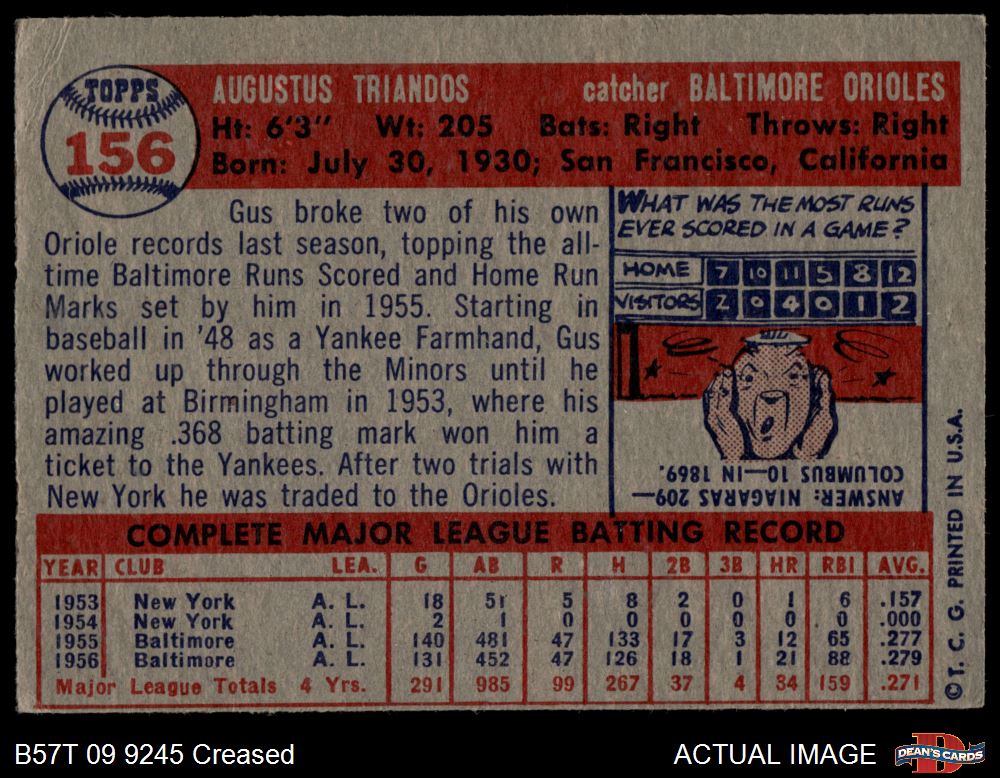 TOPPS
156
AUGUSTUS TRIANDOS catcher BALTIMORE ORIOLES
Ht: 6'3" Wt: 205 Bats: Right Throws: Right
Born: July 30, 1930; San Francisco, California
Gus broke two of his own
Oriole records last season, topping the all-
time Baltimore Runs Scored and Home Run
Marks set by him in 1955. Starting in
baseball in '48 as a Yankee Farmhand, Gus
worked up through the Minors until he
played at Birmingham in 1953, where his
amazing .368 batting mark won him a
ticket to the Yankees. After two trials with
New York he was traded to the Orioles.
WHAT WAS THE MOST RUNS
EVER SCORED IN A GAME?
HOME 7 10 11 5 8 12
VISITORS 2 0 4 0 1 2
ANSWER: NIAGARAS 209—
COLUMBUS 10—IN 1869.
COMPLETE MAJOR LEAGUE BATTING RECORD
YEAR CLUB LEA. G AB R H 2B 3B HR RBI AVG.
1953 New York A. L. 18 51 5 8 2 0 1 6 .157
1954 New York A. L. 2 1 0 0 0 0 0 0 .000
1955 Baltimore A. L. 140 481 47 133 17 3 12 65 .277
1956 Baltimore A. L. 131 452 47 126 18 1 21 88 .279
Major League Totals 4 Yrs. 291 985 99 267 37 4 34 159 .271
© T. C. G. PRINTED IN U.S.A.
B57T 09 9245 Creased
ACTUAL IMAGE
DEAN'S CARDS